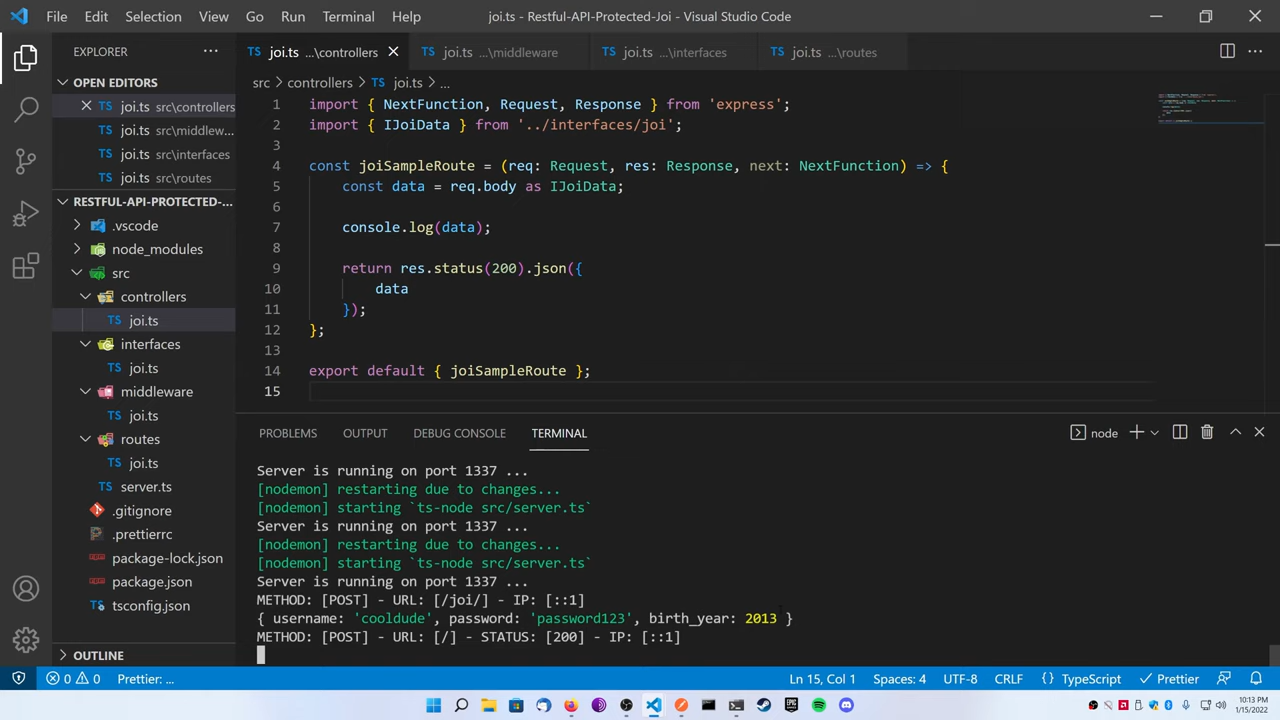 File Edit Selection View Go Run Terminal Help joi.ts - Restful-API-Protected-Joi - Visual Studio Code
EXPLORER
OPEN EDITORS
joi.ts src\controllers
joi.ts src\middlew...
joi.ts src\interfaces
joi.ts src\routes
RESTFUL-API-PROTECTED-...
.vscode
node_modules
src
controllers
TS joi.ts
interfaces
TS joi.ts
middleware
TS joi.ts
routes
TS joi.ts
TS server.ts
.gitignore
.prettierrc
package-lock.json
package.json
tsconfig.json
OUTLINE
TS joi.ts ...\controllers TS joi.ts ...\middleware TS joi.ts ...\interfaces TS joi.ts ...\routes
src > controllers > TS joi.ts > ...
1 import { NextFunction, Request, Response } from 'express';
2 import { IJoiData } from '../interfaces/joi';
3
4 const joiSampleRoute = (req: Request, res: Response, next: NextFunction) => {
5 const data = req.body as IJoiData;
6
7 console.log(data);
8
9 return res.status(200).json({
10 data
11 });
12 };
13
14 export default { joiSampleRoute };
15
PROBLEMS OUTPUT DEBUG CONSOLE TERMINAL node
Server is running on port 1337 ...
[nodemon] restarting due to changes...
[nodemon] starting `ts-node src/server.ts`
Server is running on port 1337 ...
[nodemon] restarting due to changes...
[nodemon] starting `ts-node src/server.ts`
Server is running on port 1337 ...
METHOD: [POST] - URL: [/joi/] - IP: [::1]
{ username: 'cooldude', password: 'password123', birth_year: 2013 }
METHOD: [POST] - URL: [/] - STATUS: [200] - IP: [::1]
0 0 Prettier: ... Ln 15, Col 1 Spaces: 4 UTF-8 CRLF { } TypeScript Prettier
10:13 PM
1/15/2022